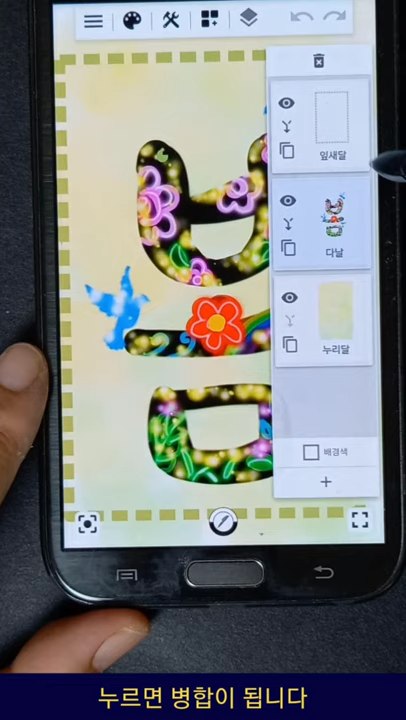 잎새달
다날
누리달
배경색
누르면 병합이 됩니다